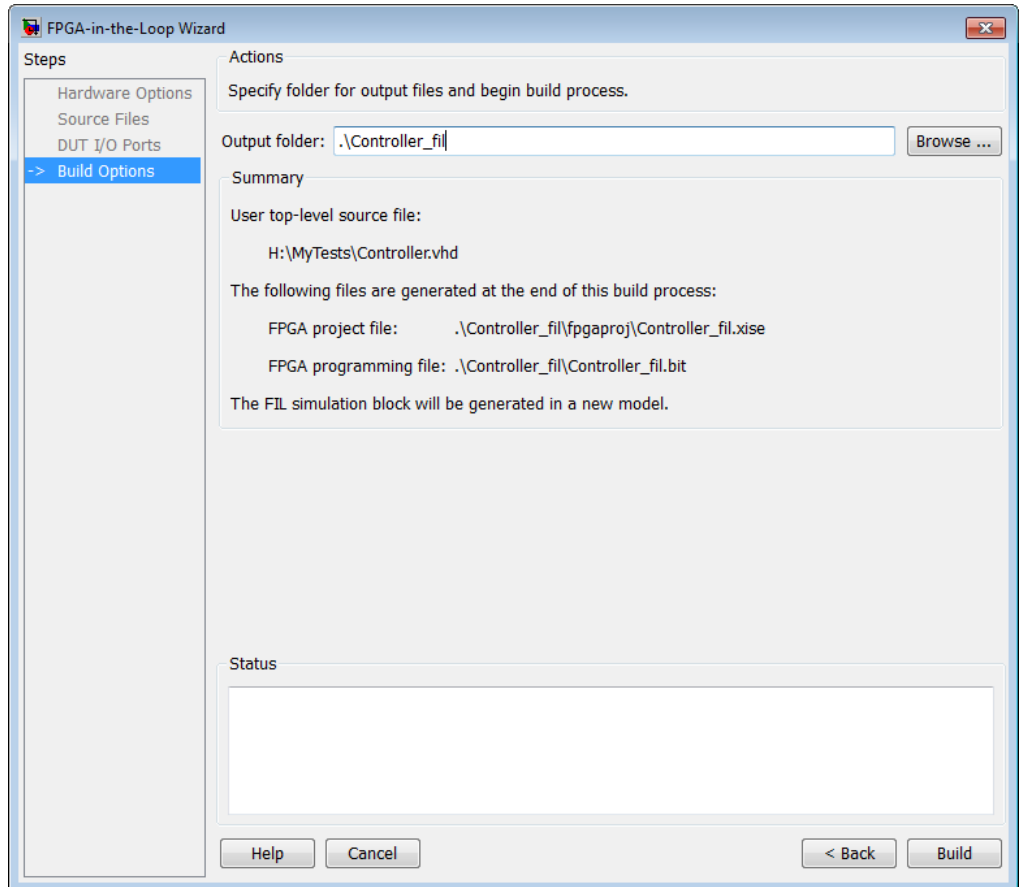 FPGA-in-the-Loop Wizard
Steps
Hardware Options
Source Files
DUT I/O Ports
-> Build Options
Actions
Specify folder for output files and begin build process.
Output folder: .\Controller_fil Browse ...
Summary
User top-level source file:
H:\MyTests\Controller.vhd
The following files are generated at the end of this build process:
FPGA project file: .\Controller_fil\fpgaproj\Controller_fil.xise
FPGA programming file: .\Controller_fil\Controller_fil.bit
The FIL simulation block will be generated in a new model.
Status
Help Cancel < Back Build